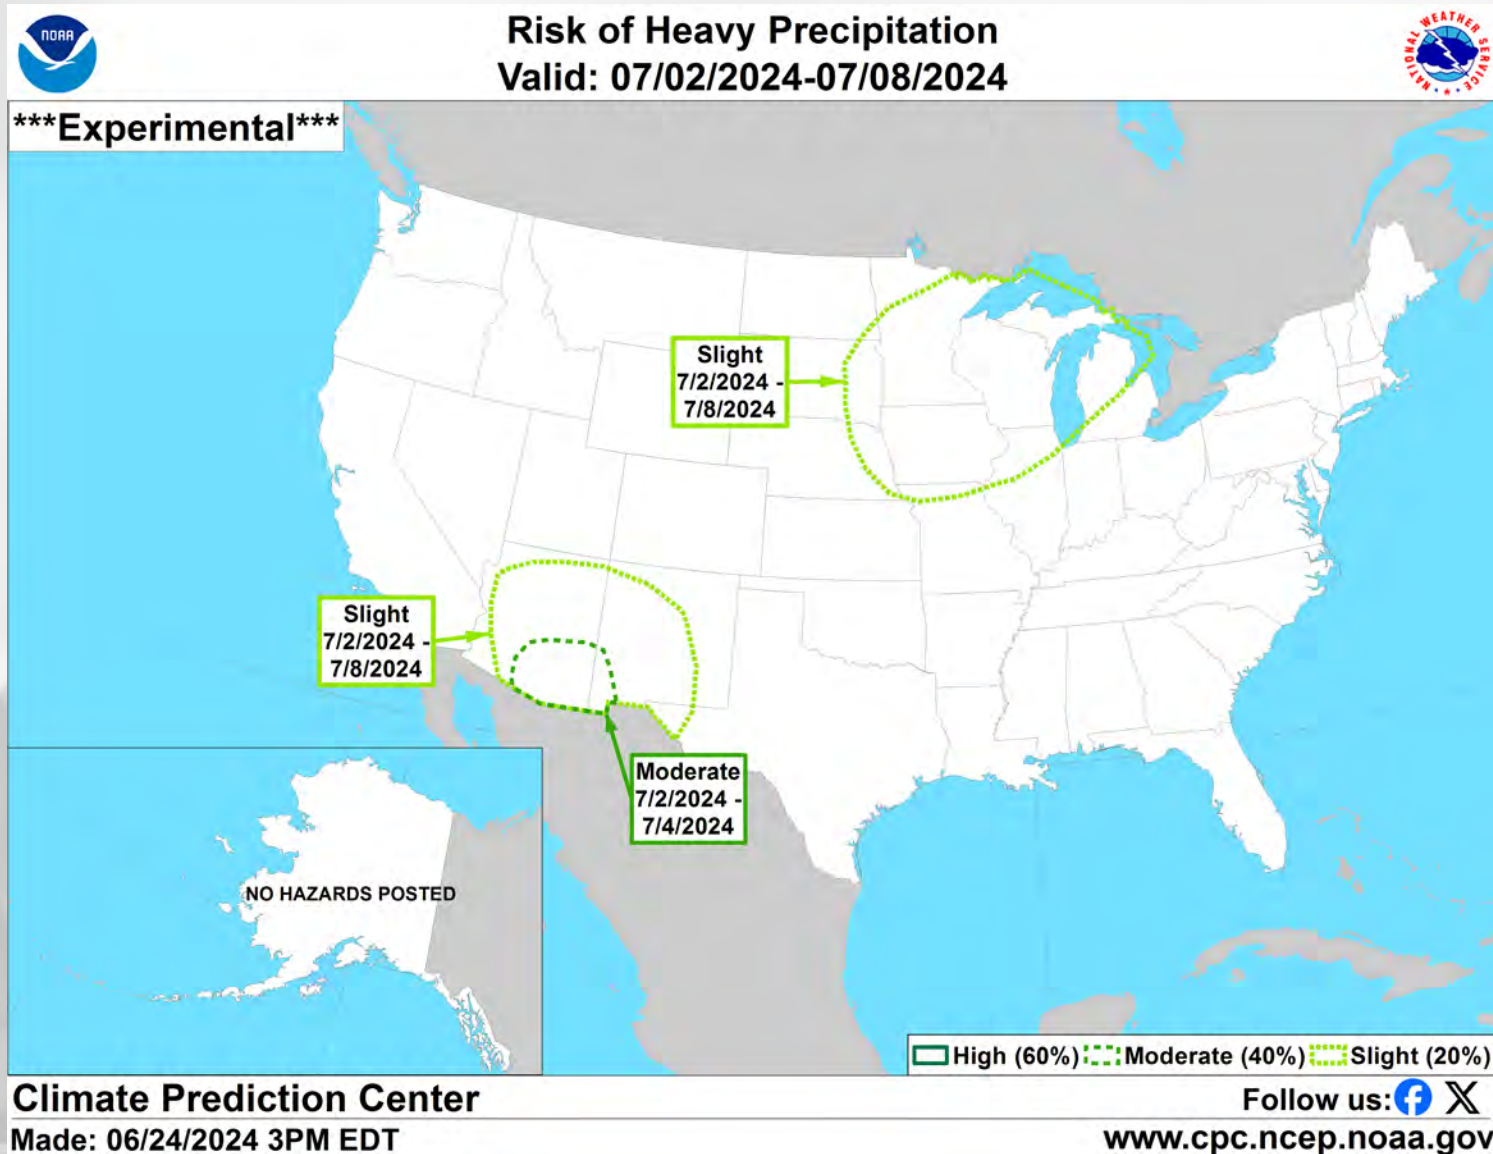 NOAA
Risk of Heavy Precipitation
Valid: 07/02/2024-07/08/2024
NATIONAL WEATHER SERVICE
***Experimental***
Slight
7/2/2024 -
7/8/2024
Slight
7/2/2024 -
7/8/2024
Moderate
7/2/2024 -
7/4/2024
NO HAZARDS POSTED
High (60%) Moderate (40%) Slight (20%)
Climate Prediction Center
Follow us:
Made: 06/24/2024 3PM EDT
www.cpc.ncep.noaa.gov